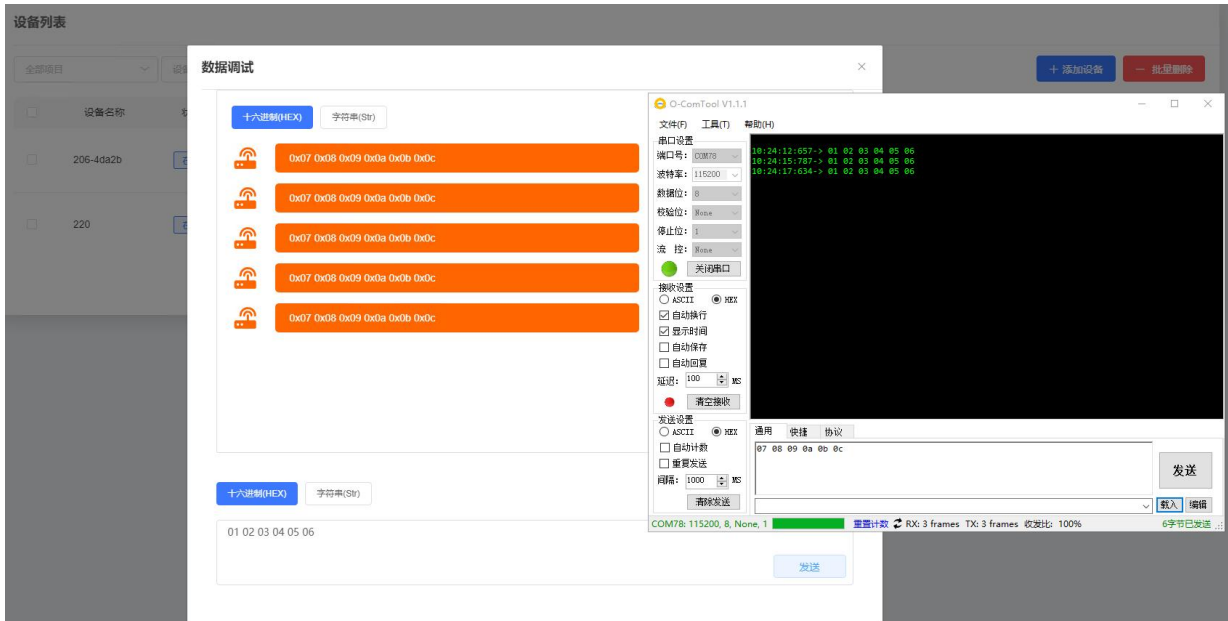 设备列表
全部项目
+ 添加设备
一 批量删除
设备名称
206-4da2b
220
数据调试
十六进制(HEX)
字符串(Str)
0x07 0x08 0x09 0x0a 0x0b 0x0c
0x07 0x08 0x09 0x0a 0x0b 0x0c
0x07 0x08 0x09 0x0a 0x0b 0x0c
0x07 0x08 0x09 0x0a 0x0b 0x0c
0x07 0x08 0x09 0x0a 0x0b 0x0c
十六进制(HEX)
字符串(Str)
01 02 03 04 05 06
发送
O-ComTool V1.1.1
文件(F) 工具(T) 帮助(H)
串口设置
端口号: COM78
波特率: 115200
数据位: 8
校验位: None
停止位: 1
流 控: None
关闭串口
接收设置
ASCII HEX
自动换行
显示时间
自动保存
自动回复
延迟: 100 MS
清空接收
发送设置
ASCII HEX
自动计数
重复发送
间隔: 1000 MS
清除发送
10:24:12:657-> 01 02 03 04 05 06
10:24:15:787-> 01 02 03 04 05 06
10:24:17:634-> 01 02 03 04 05 06
通用 快捷 协议
07 08 09 0a 0b 0c
发送
载入 编辑
COM78: 115200, 8, None, 1
重置计数 RX: 3 frames TX: 3 frames 收发比: 100%
6字节已发送